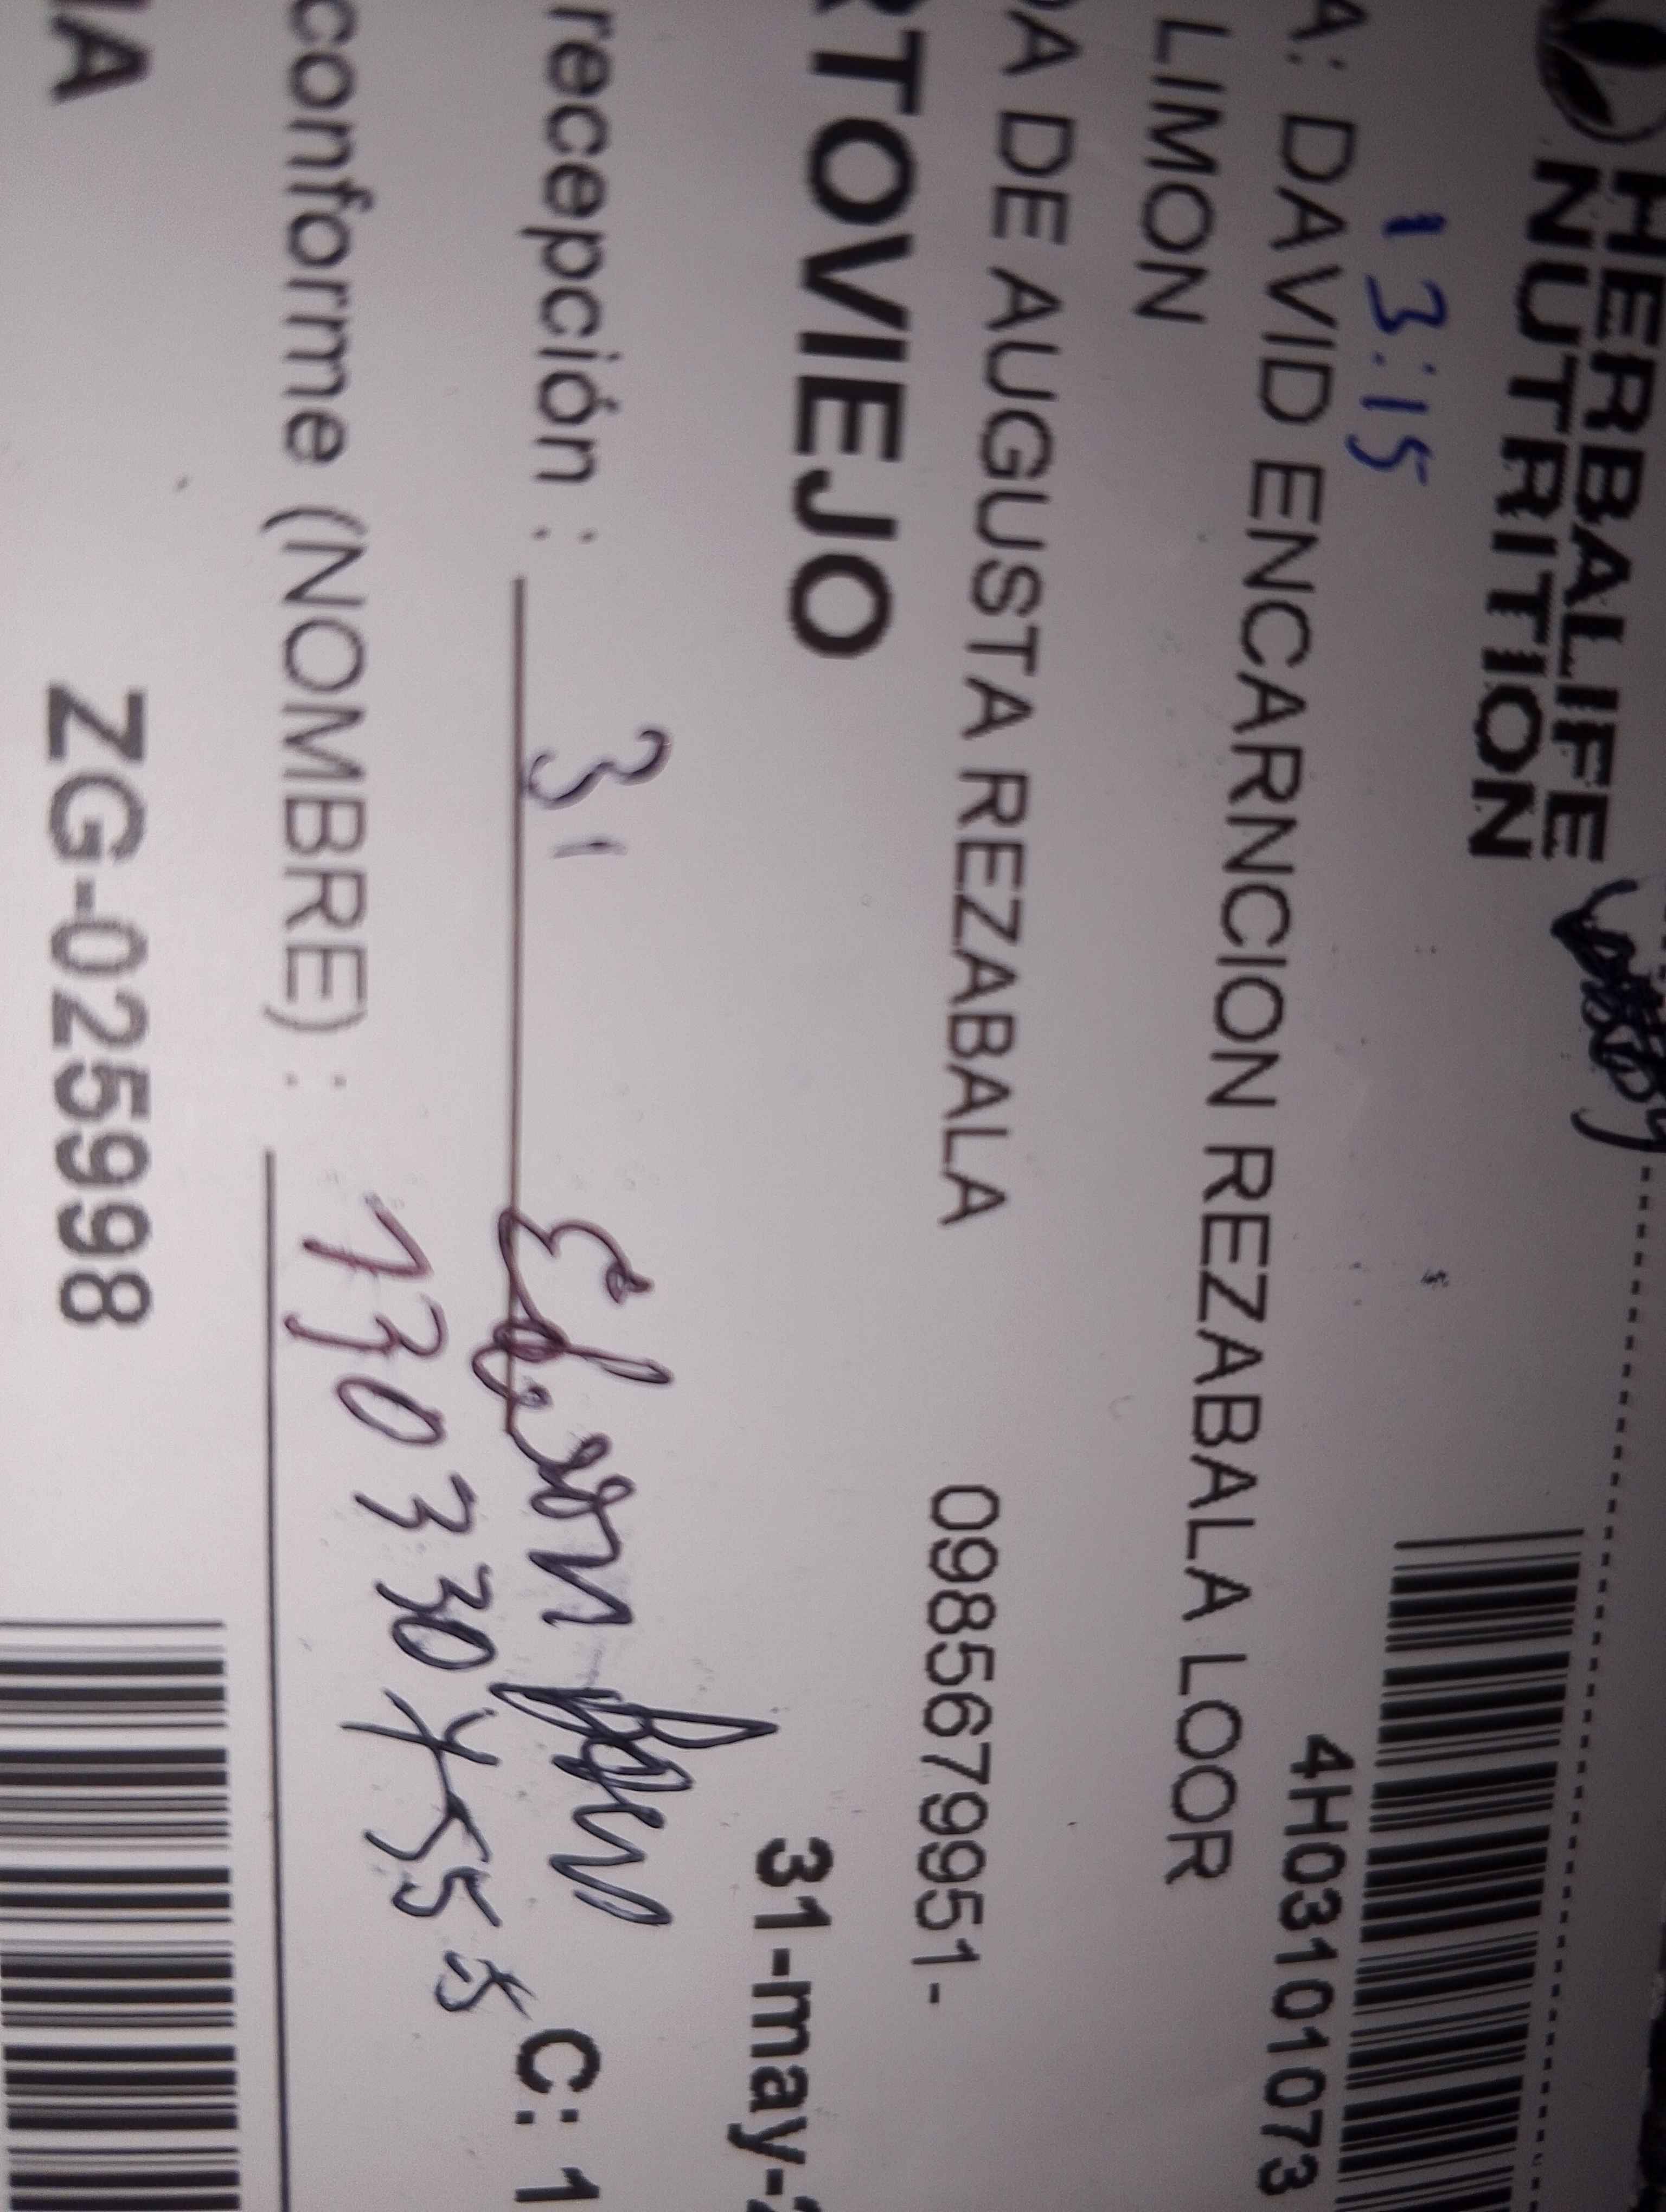 HERBALIFE
NUTRITION
13:15
4H03101073
A: DAVID ENCARNCION REZABALA LOOR
LIMON
DA DE AUGUSTA REZABALA 0985679951-
RTOVIEJO
31-may-
recepción : 31
C: 1
conforme (NOMBRE) :
IA ZG-025998